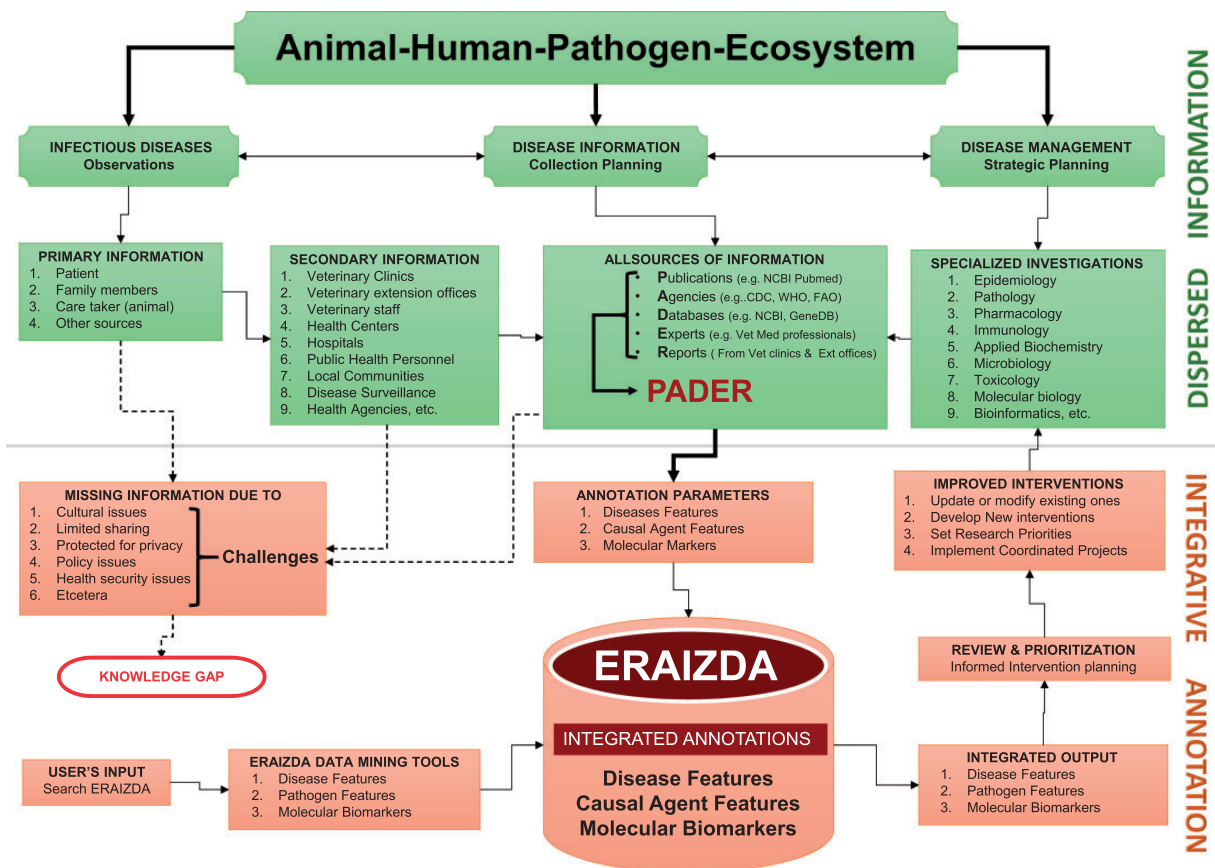 Animal-Human-Pathogen-Ecosystem
INFECTIOUS DISEASES
Observations
DISEASE INFORMATION
Collection Planning
DISEASE MANAGEMENT
Strategic Planning
DISPERSED INFORMATION
PRIMARY INFORMATION
1. Patient
2. Family members
3. Care taker (animal)
4. Other sources
SECONDARY INFORMATION
1. Veterinary Clinics
2. Veterinary extension offices
3. Veterinary staff
4. Health Centers
5. Hospitals
6. Public Health Personnel
7. Local Communities
8. Disease Surveillance
9. Health Agencies, etc.
ALLSOURCES OF INFORMATION
• Publications (e.g. NCBI Pubmed)
• Agencies (e.g..CDC, WHO, FAO)
• Databases (e.g. NCBI, GeneDB)
• Experts (e.g. Vet Med professionals)
• Reports ( From Vet clinics & Ext offices)
PADER
SPECIALIZED INVESTIGATIONS
1. Epidemiology
2. Pathology
3. Pharmacology
4. Immunology
5. Applied Biochemistry
6. Microbiology
7. Toxicology
8. Molecular biology
9. Bioinformatics, etc.
MISSING INFORMATION DUE TO
1. Cultural issues
2. Limited sharing
3. Protected for privacy
4. Policy issues
5. Health security issues
6. Etcetera
Challenges
KNOWLEDGE GAP
ANNOTATION PARAMETERS
1. Diseases Features
2. Causal Agent Features
3. Molecular Markers
IMPROVED INTERVENTIONS
1. Update or modify existing ones
2. Develop New interventions
3. Set Research Priorities
4. Implement Coordinated Projects
INTEGRATIVE ANNOTATION
REVIEW & PRIORITIZATION
Informed Intervention planning
USER'S INPUT
Search ERAIZDA
ERAIZDA DATA MINING TOOLS
1. Disease Features
2. Pathogen Features
3. Molecular Biomarkers
ERAIZDA
INTEGRATED ANNOTATIONS
Disease Features
Causal Agent Features
Molecular Biomarkers
INTEGRATED OUTPUT
1. Disease Features
2. Pathogen Features
3. Molecular Biomarkers